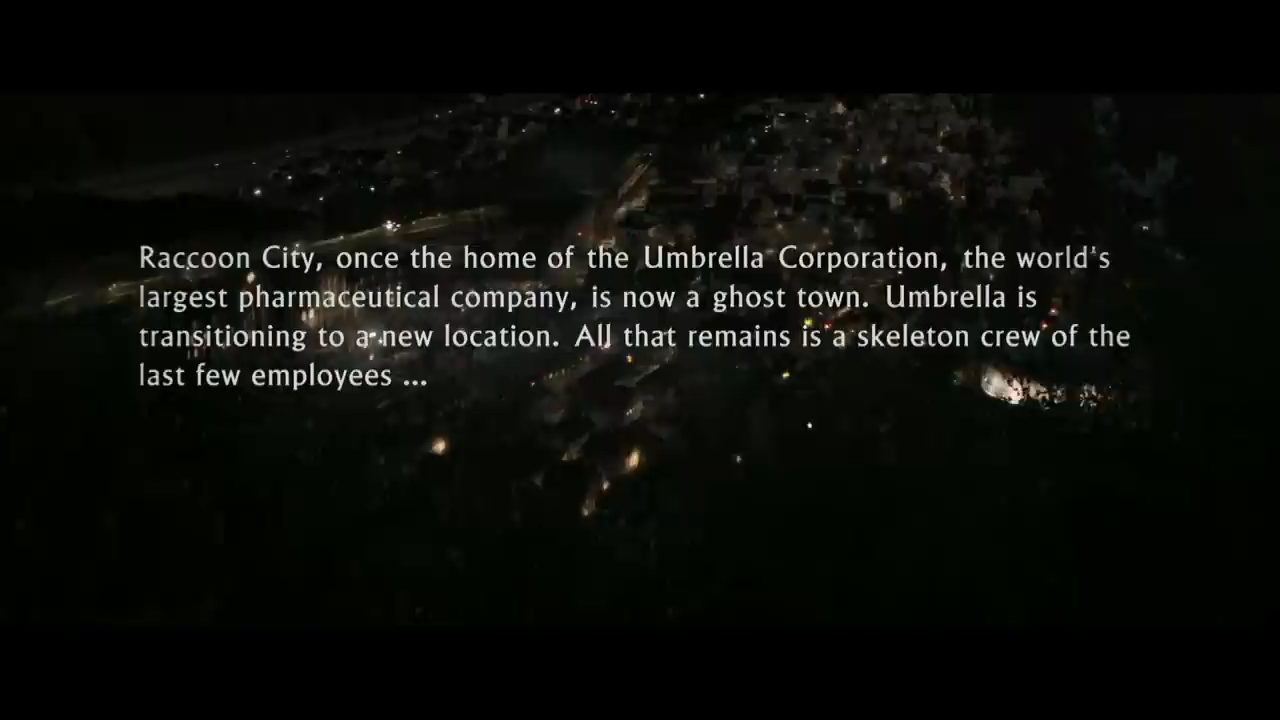 Raccoon City, once the home of the Umbrella Corporation, the world's
largest pharmaceutical company, is now a ghost town. Umbrella is
transitioning to a new location. All that remains is a skeleton crew of the
last few employees ...